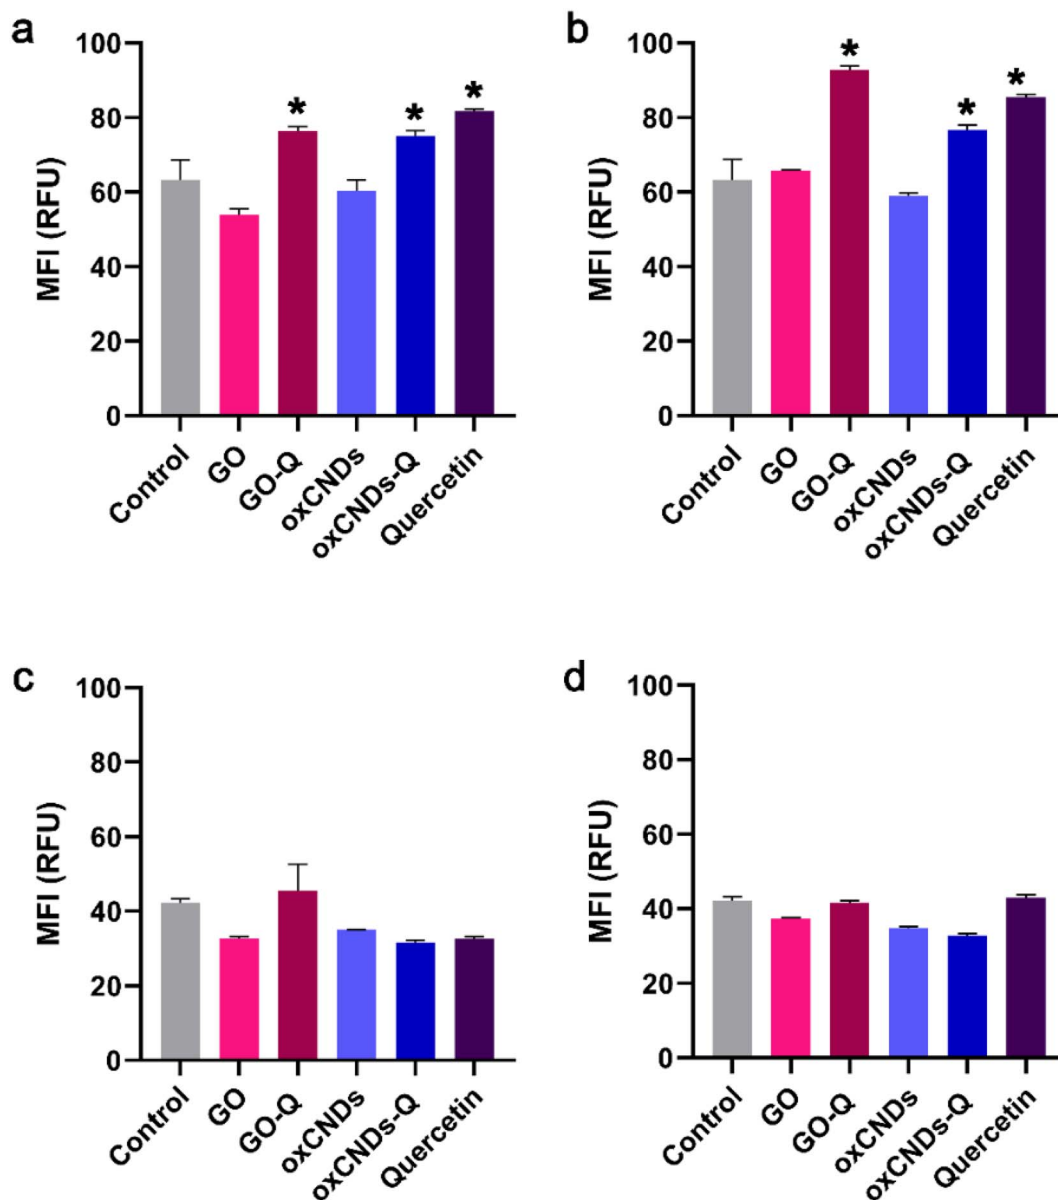 a
MFI (RFU)
100
80
60
40
20
0
* * *
Control
GO
GO-Q
oxCNDs
oxCNDs-Q
Quercetin
b
MFI (RFU)
100
80
60
40
20
0
* * *
Control
GO
GO-Q
oxCNDs
oxCNDs-Q
Quercetin
c
MFI (RFU)
100
80
60
40
20
0
Control
GO
GO-Q
oxCNDs
oxCNDs-Q
Quercetin
d
MFI (RFU)
100
80
60
40
20
0
Control
GO
GO-Q
oxCNDs
oxCNDs-Q
Quercetin